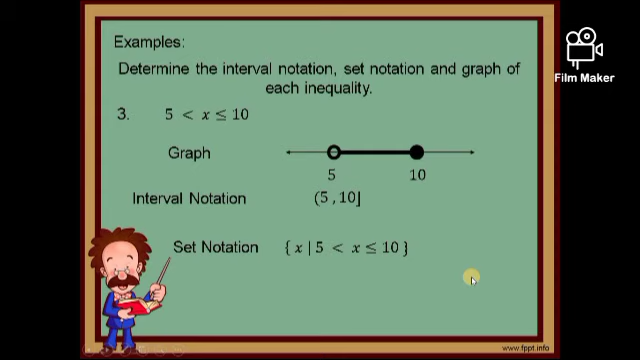 Examples:
Film Maker
Determine the interval notation, set notation and graph of
each inequality.
3. 5 < x ≤ 10
Graph
5 10
Interval Notation (5 , 10]
Set Notation { x | 5 < x ≤ 10 }
www.fppt.info